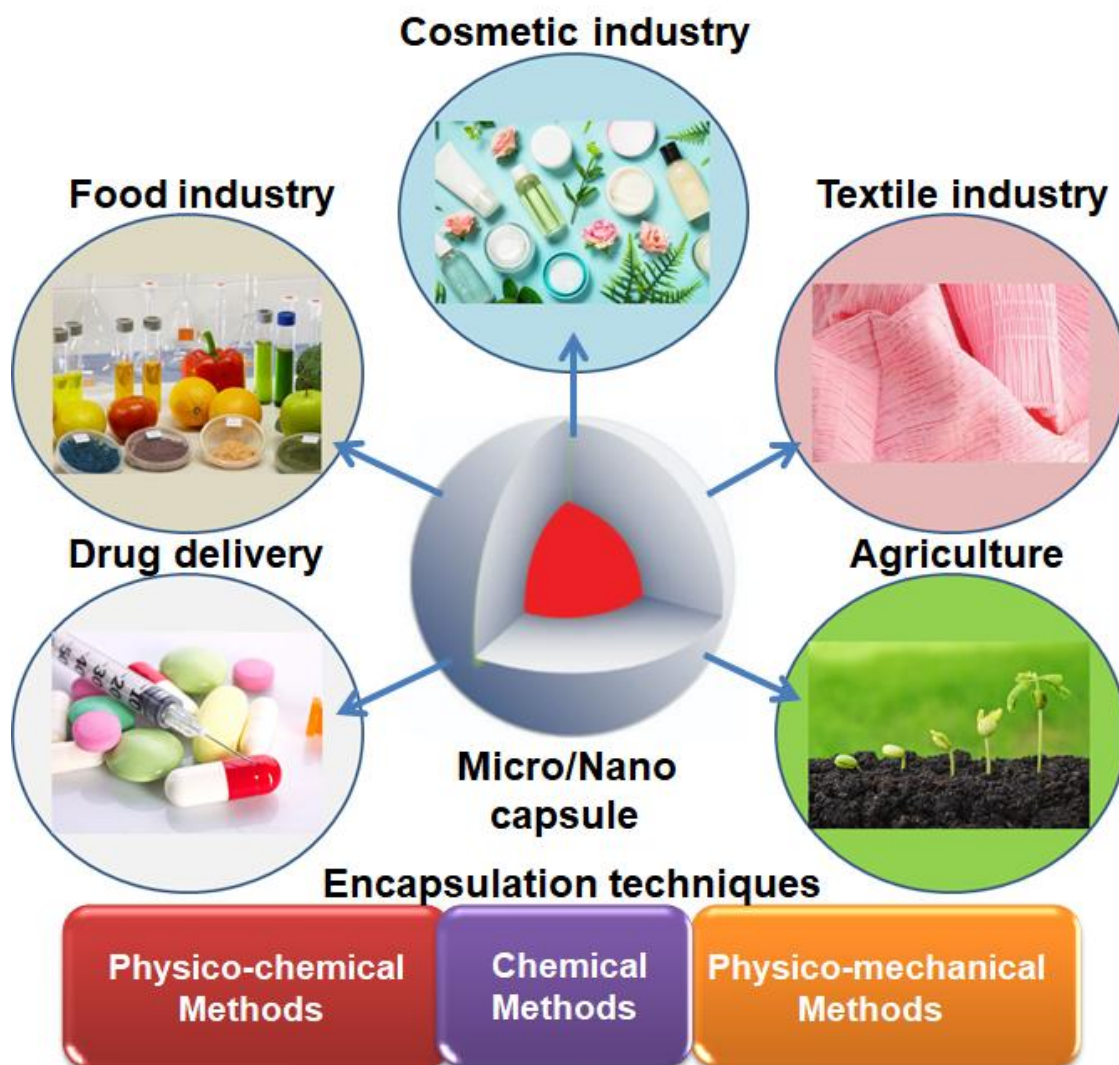 Cosmetic industry
Food industry
Textile industry
Drug delivery
Agriculture
Micro/Nano
capsule
Encapsulation techniques
Physico-chemical
Methods
Chemical
Methods
Physico-mechanical
Methods